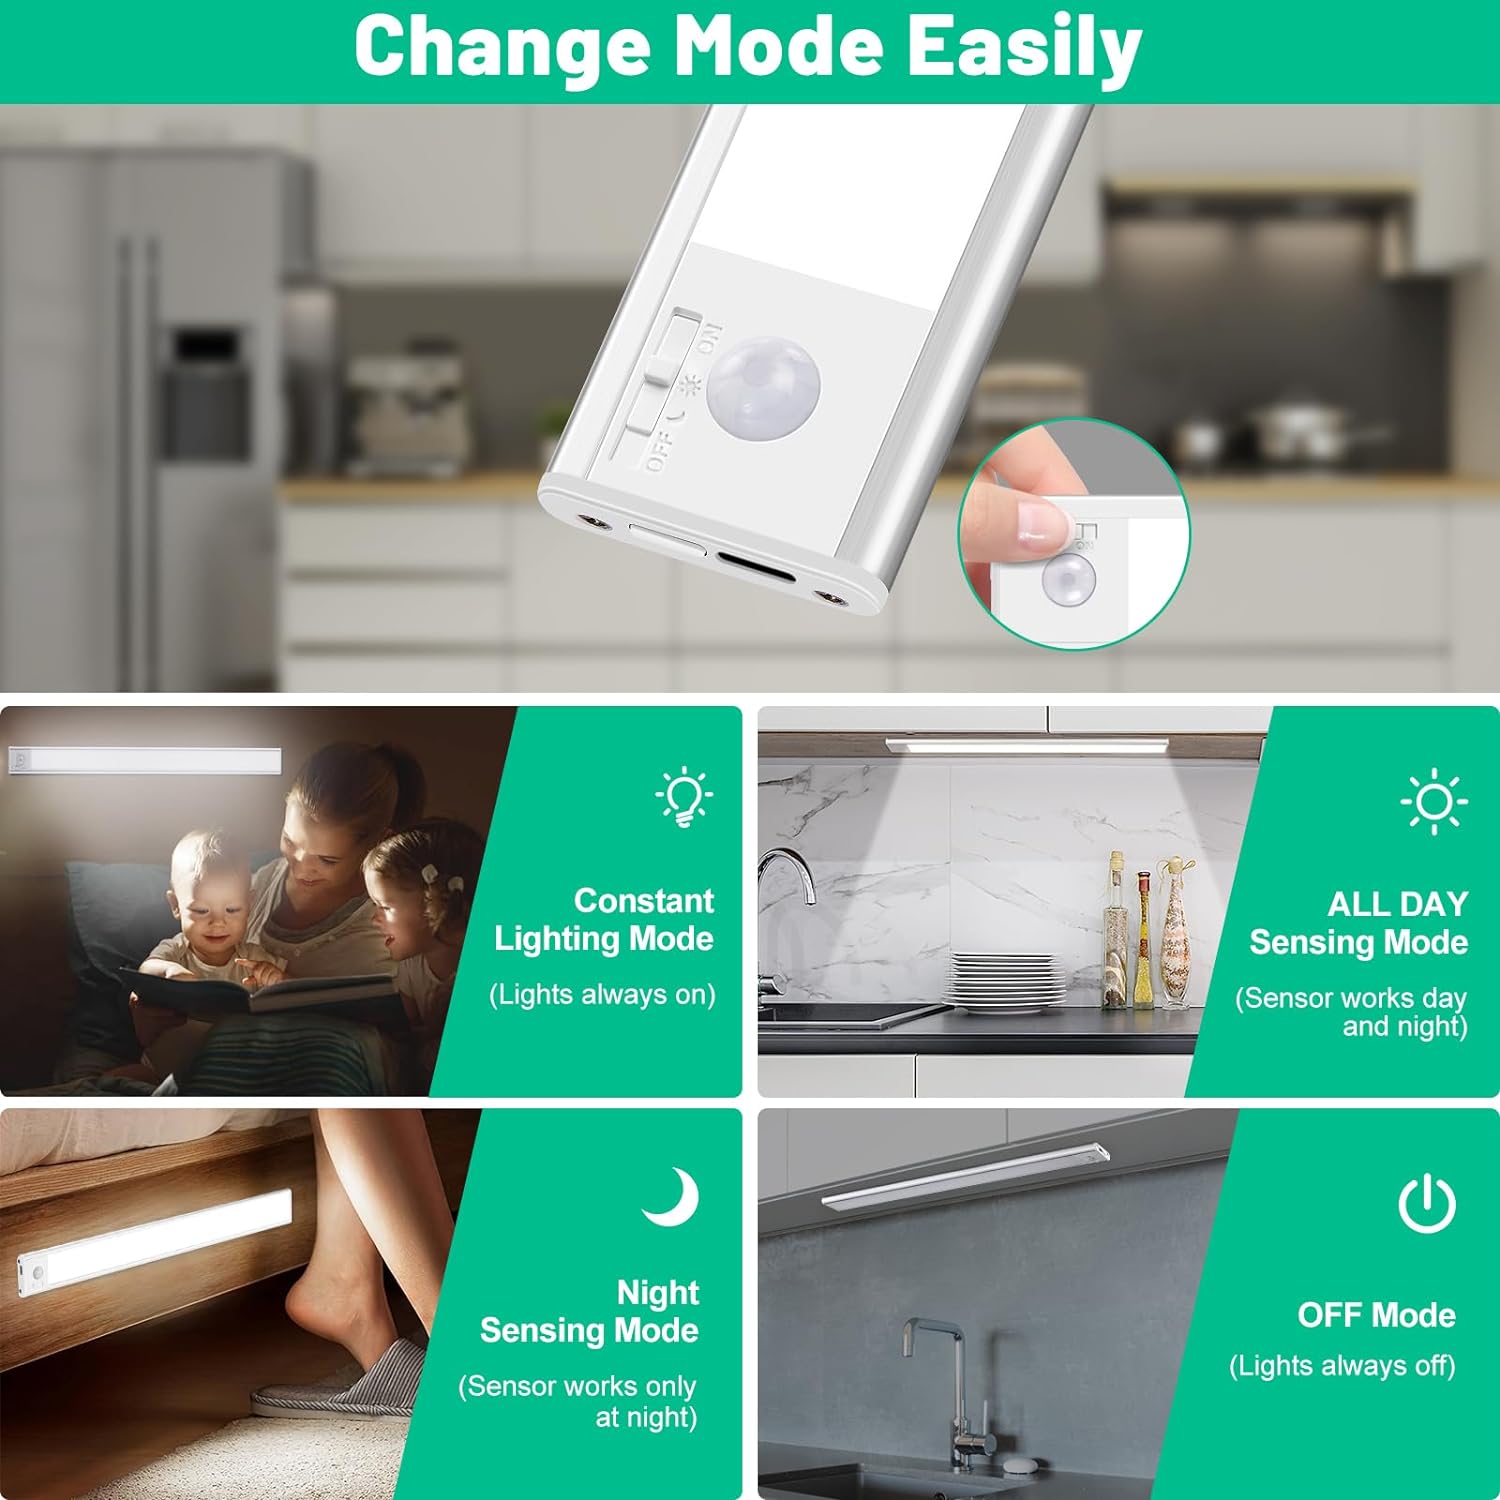 Change Mode Easily
ON
OFF
ON
Constant
Lighting Mode
(Lights always on)
ALL DAY
Sensing Mode
(Sensor works day
and night)
Night
Sensing Mode
(Sensor works only
at night)
OFF Mode
(Lights always off)